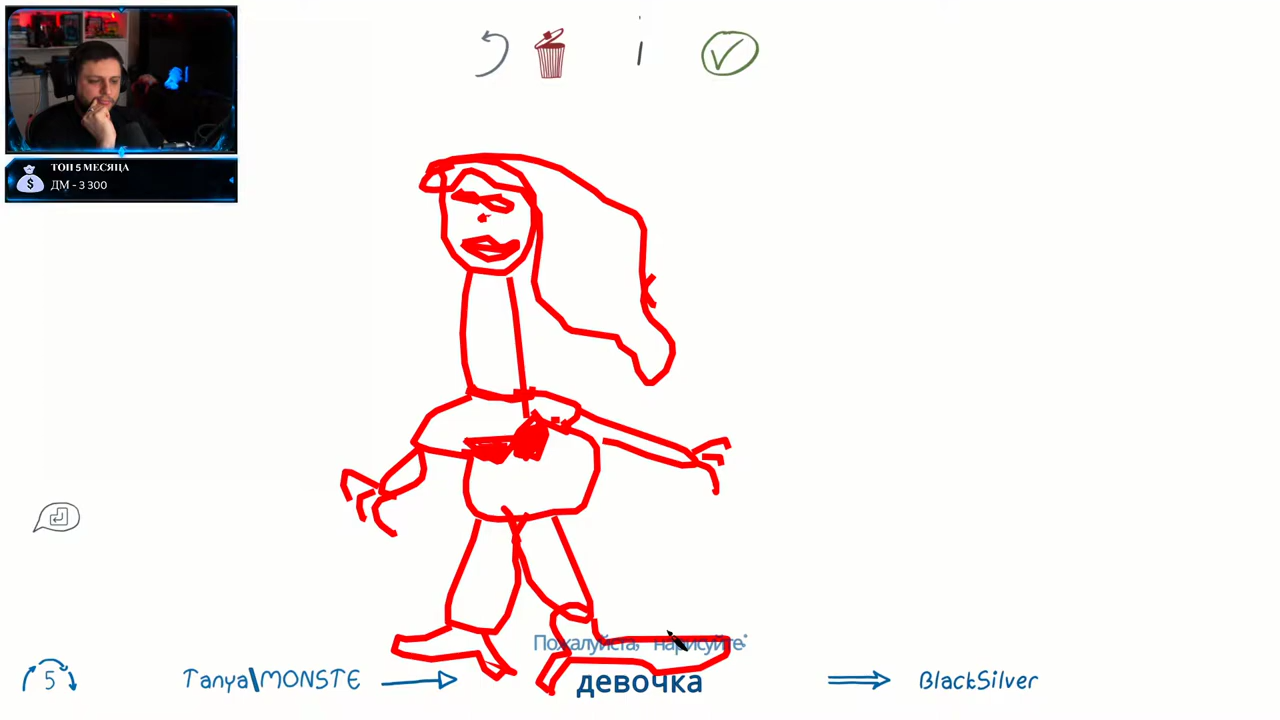 ТОП 5 МЕСЯЦА
ДМ - 3 300
Пожалуйста, нарисуйте:
5
Tanya\MONSTE
девочка
BlackSilver